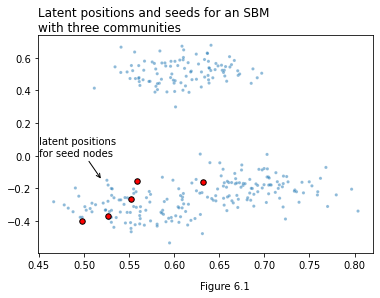 Latent positions and seeds for an SBM
with three communities
0.6
0.4
0.2
0.0
−0.2
−0.4
latent positions
for seed nodes
0.45 0.50 0.55 0.60 0.65 0.70 0.75 0.80
Figure 6.1